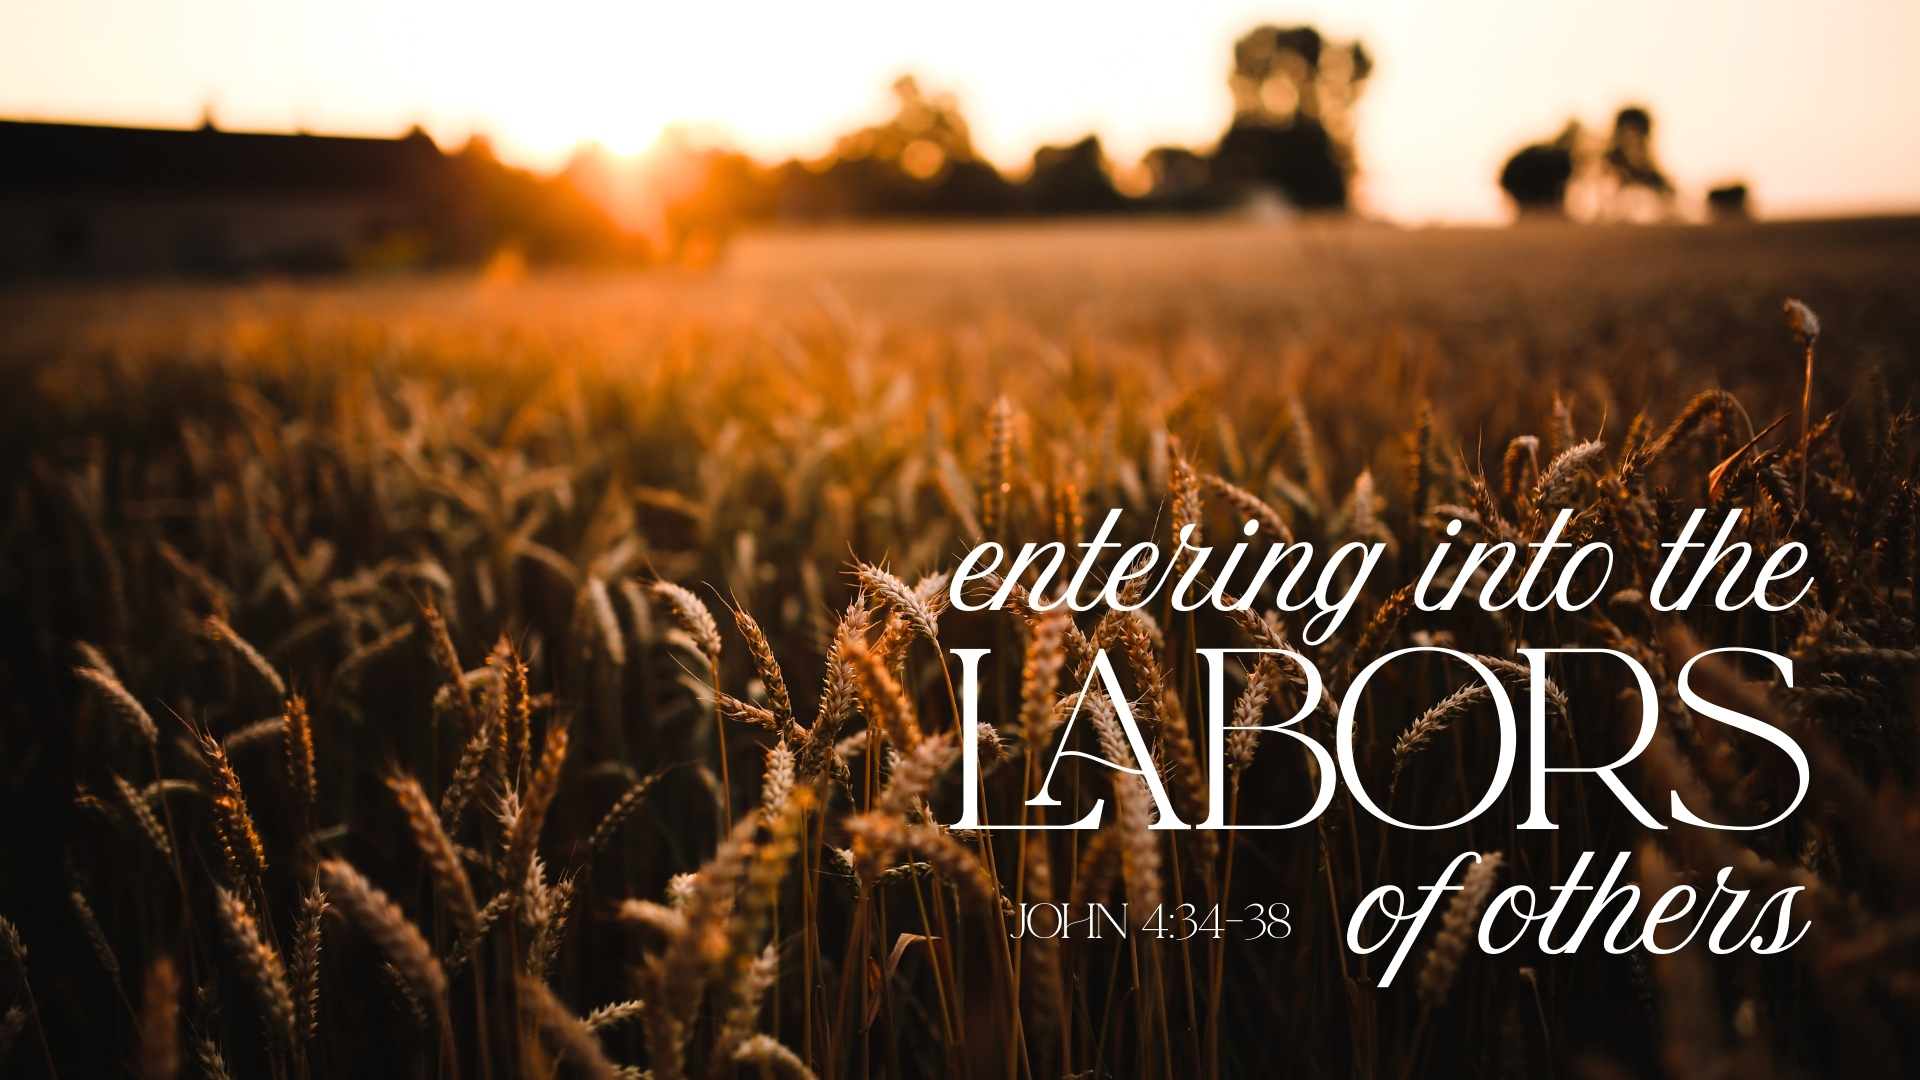 entering into the
LABORS
of others
JOHN 4:34-38